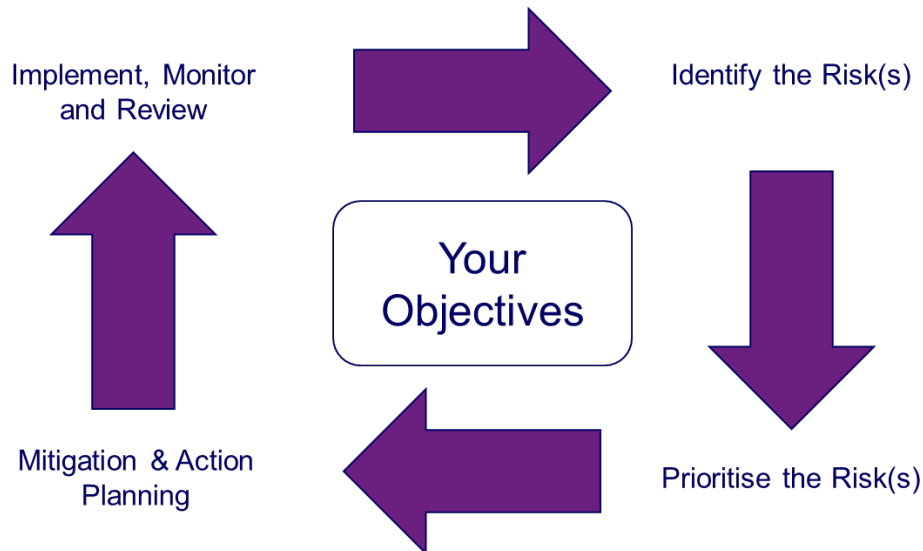 Implement, Monitor
and Review
Identify the Risk(s)
Your
Objectives
Mitigation & Action
Planning
Prioritise the Risk(s)